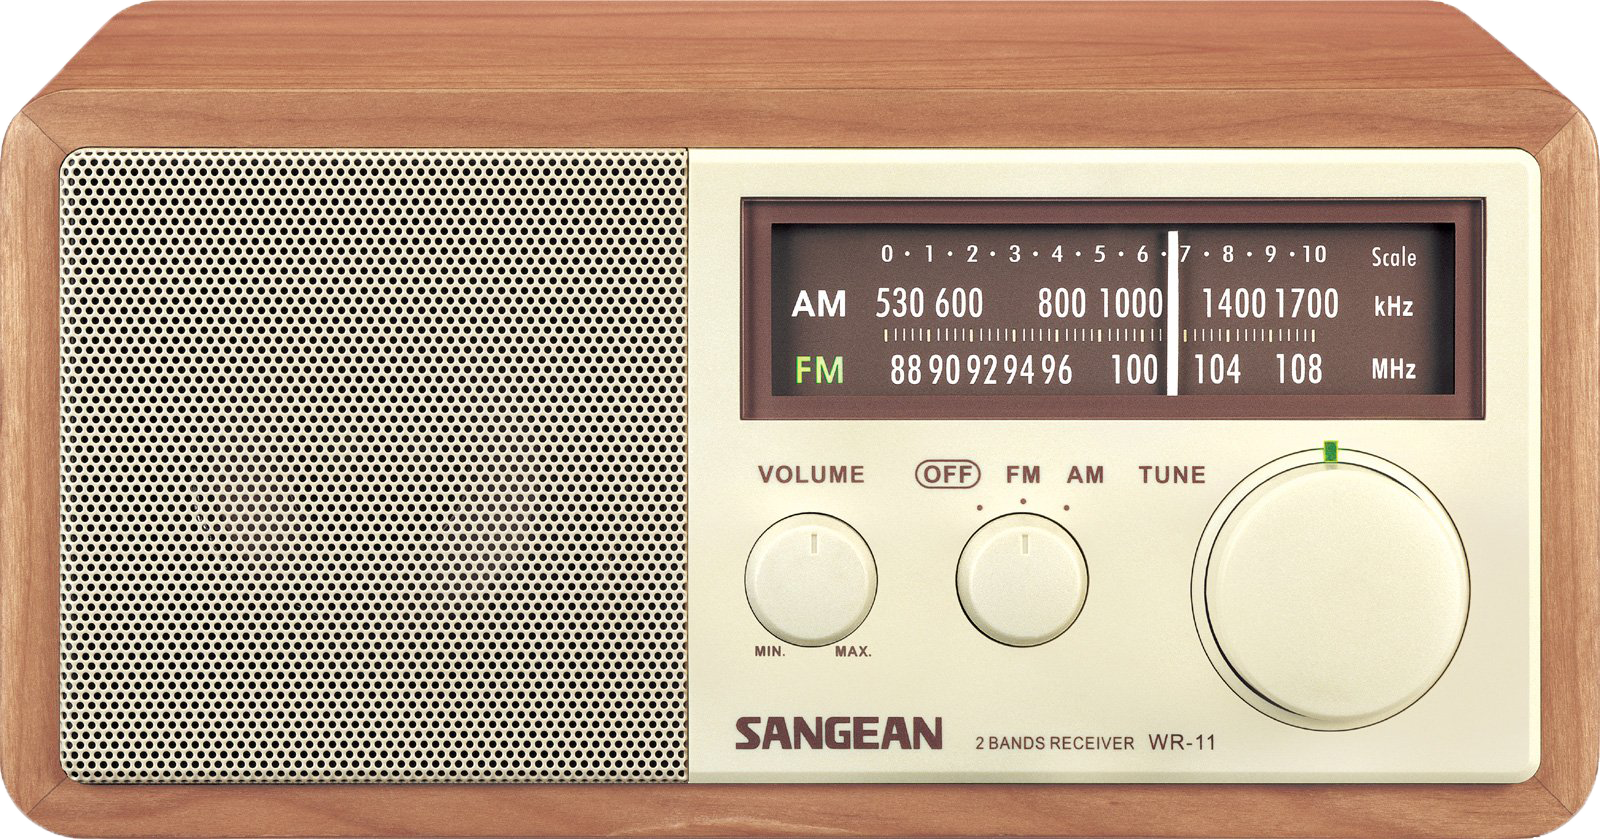 0 · 1 · 2 · 3 · 4 · 5 · 6 · 7 · 8 · 9 · 10 Scale
AM 530 600 800 1000 1400 1700 kHz
FM 88 90 92 94 96 100 104 108 MHz
VOLUME OFF FM AM TUNE
MIN. MAX.
SANGEAN 2 BANDS RECEIVER WR-11